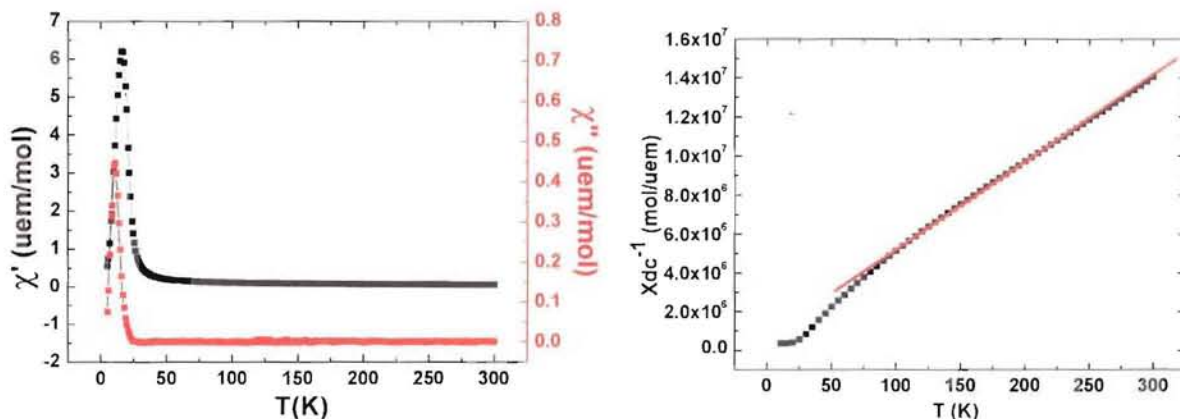 χ' (uem/mol)
7
6
5
4
3
2
1
0
-1
-2
0 50 100 150 200 250 300
T(K)
0.8
0.7
0.6
0.5
0.4
0.3
0.2
0.1
0.0
χ'' (uem/mol)
Xdc⁻¹ (mol/uem)
1.6x10⁷
1.4x10⁷
1.2x10⁷
1.0x10⁷
8.0x10⁶
6.0x10⁶
4.0x10⁶
2.0x10⁶
0.0
0 50 100 150 200 250 300
T (K)